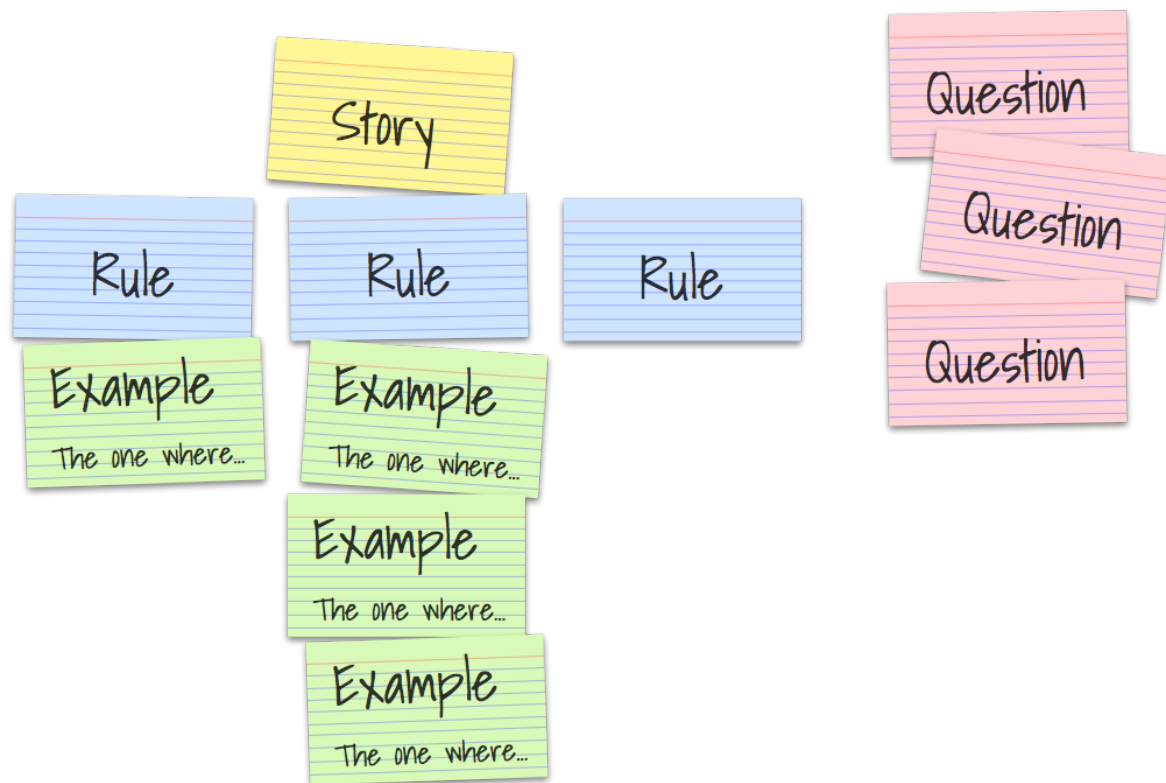 Story
Rule
Rule
Rule
Example
The one where...
Example
The one where...
Example
The one where...
Example
The one where...
Question
Question
Question